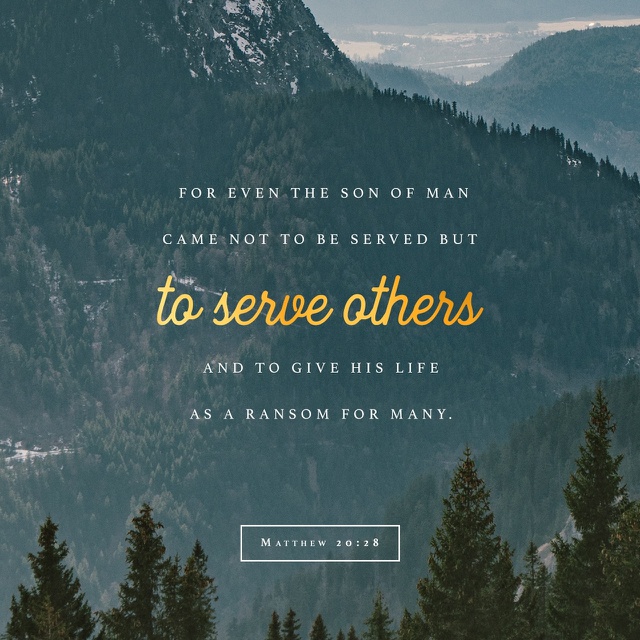 FOR EVEN THE SON OF MAN
CAME NOT TO BE SERVED BUT
to serve others
AND TO GIVE HIS LIFE
AS A RANSOM FOR MANY.
Matthew 20:28